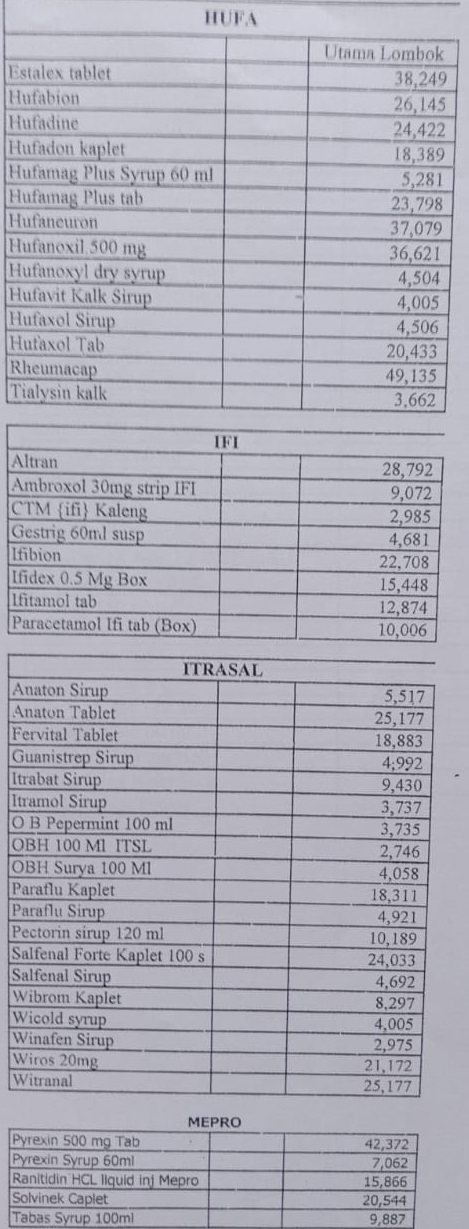 HUFA
Utama Lombok
Estalex tablet 38,249
Hufabion 26,145
Hufadine 24,422
Hufadon kaplet 18,389
Hufamag Plus Syrup 60 ml 5,281
Hufamag Plus tab 23,798
Hufaneuron 37,079
Hufanoxil 500 mg 36,621
Hufanoxyl dry syrup 4,504
Hufavit Kalk Sirup 4,005
Hufaxol Sirup 4,506
Hufaxol Tab 20,433
Rheumacap 49,135
Tialysin kalk 3,662
IFI
Altran 28,792
Ambroxol 30mg strip IFI 9,072
CTM {ifi} Kaleng 2,985
Gestrig 60ml susp 4,681
Ifibion 22,708
Ifidex 0.5 Mg Box 15,448
Ifitamol tab 12,874
Paracetamol Ifi tab (Box) 10,006
ITRASAL
Anaton Sirup 5,517
Anaton Tablet 25,177
Fervital Tablet 18,883
Guanistrep Sirup 4,992
Itrabat Sirup 9,430
Itramol Sirup 3,737
O B Pepermint 100 ml 3,735
OBH 100 Ml ITSL 2,746
OBH Surya 100 Ml 4,058
Paraflu Kaplet 18,311
Paraflu Sirup 4,921
Pectorin sirup 120 ml 10,189
Salfenal Forte Kaplet 100 s 24,033
Salfenal Sirup 4,692
Wibrom Kaplet 8,297
Wicold syrup 4,005
Winafen Sirup 2,975
Wiros 20mg 21,172
Witranal 25,177
MEPRO
Pyrexin 500 mg Tab 42,372
Pyrexin Syrup 60ml 7,062
Ranitidin HCL liquid inj Mepro 15,866
Solvinek Caplet 20,544
Tabas Syrup 100ml 9,887